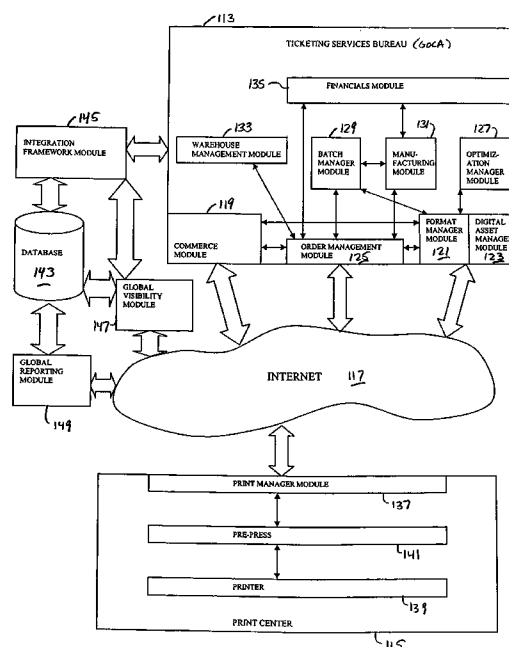 113
TICKETING SERVICES BUREAU (GOCA)
135
FINANCIALS MODULE
145
INTEGRATION
FRAMEWORK MODULE
133
WAREHOUSE
MANAGEMENT MODULE
129
BATCH
MANAGER
MODULE
131
MANU-
FACTURING
MODULE
127
OPTIMIZ-
ATION
MANAGER
MODULE
119
COMMERCE MODULE
ORDER MANAGEMENT
MODULE
125
FORMAT
MANAGER
MODULE
121
DIGITAL
ASSET
MANAGER
MODULE
123
DATABASE
143
GLOBAL
VISIBILITY
MODULE
147
GLOBAL
REPORTING
MODULE
149
INTERNET 117
PRINT MANAGER MODULE
137
PRE-PRESS
141
PRINTER
139
PRINT CENTER
115